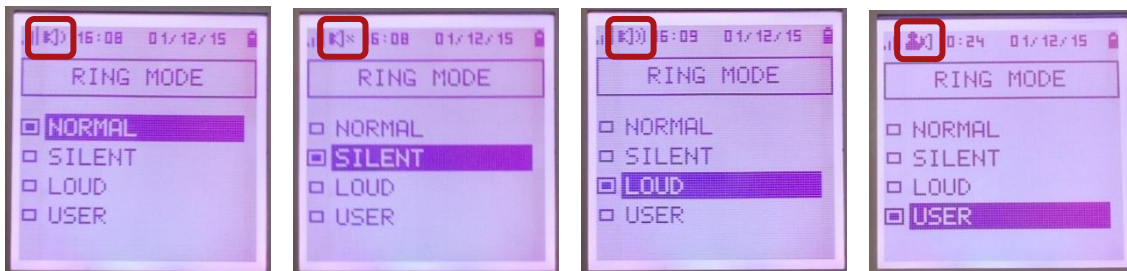 16:08 01/12/15
RING MODE
NORMAL
SILENT
LOUD
USER
6:08 01/12/15
RING MODE
NORMAL
SILENT
LOUD
USER
6:09 01/12/15
RING MODE
NORMAL
SILENT
LOUD
USER
0:24 01/12/15
RING MODE
NORMAL
SILENT
LOUD
USER